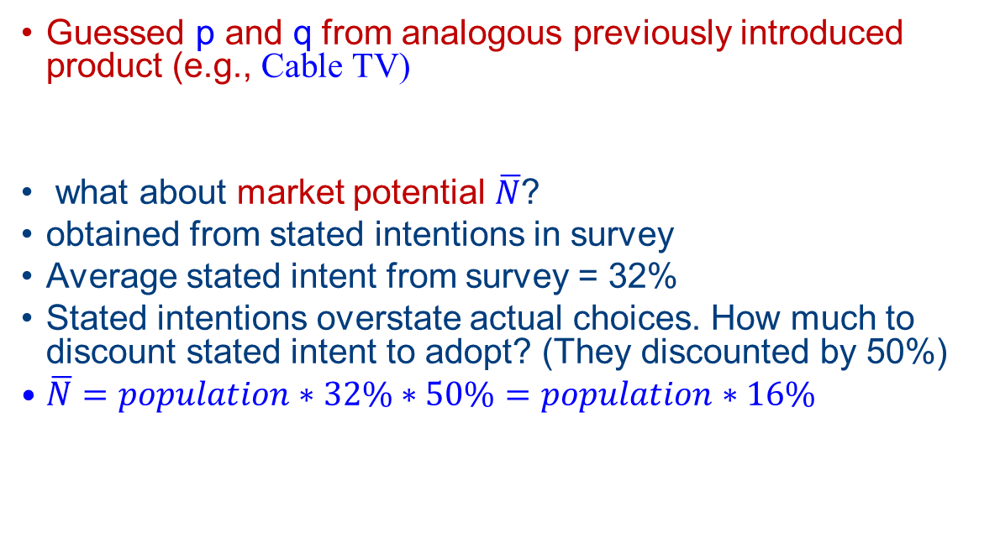 • Guessed p and q from analogous previously introduced
product (e.g., Cable TV)
• what about market potential N̅?
• obtained from stated intentions in survey
• Average stated intent from survey = 32%
• Stated intentions overstate actual choices. How much to
discount stated intent to adopt? (They discounted by 50%)
• N̅ = population ∗ 32% ∗ 50% = population ∗ 16%